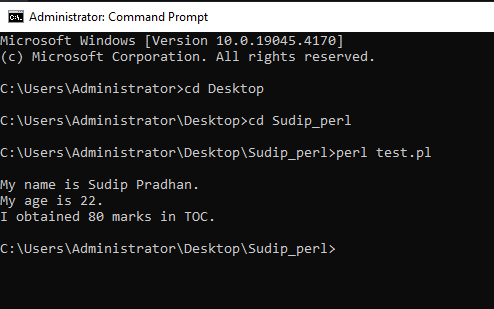 Administrator: Command Prompt
Microsoft Windows [Version 10.0.19045.4170]
(c) Microsoft Corporation. All rights reserved.
C:\Users\Administrator>cd Desktop
C:\Users\Administrator\Desktop>cd Sudip_perl
C:\Users\Administrator\Desktop\Sudip_perl>perl test.pl
My name is Sudip Pradhan.
My age is 22.
I obtained 80 marks in TOC.
C:\Users\Administrator\Desktop\Sudip_perl>